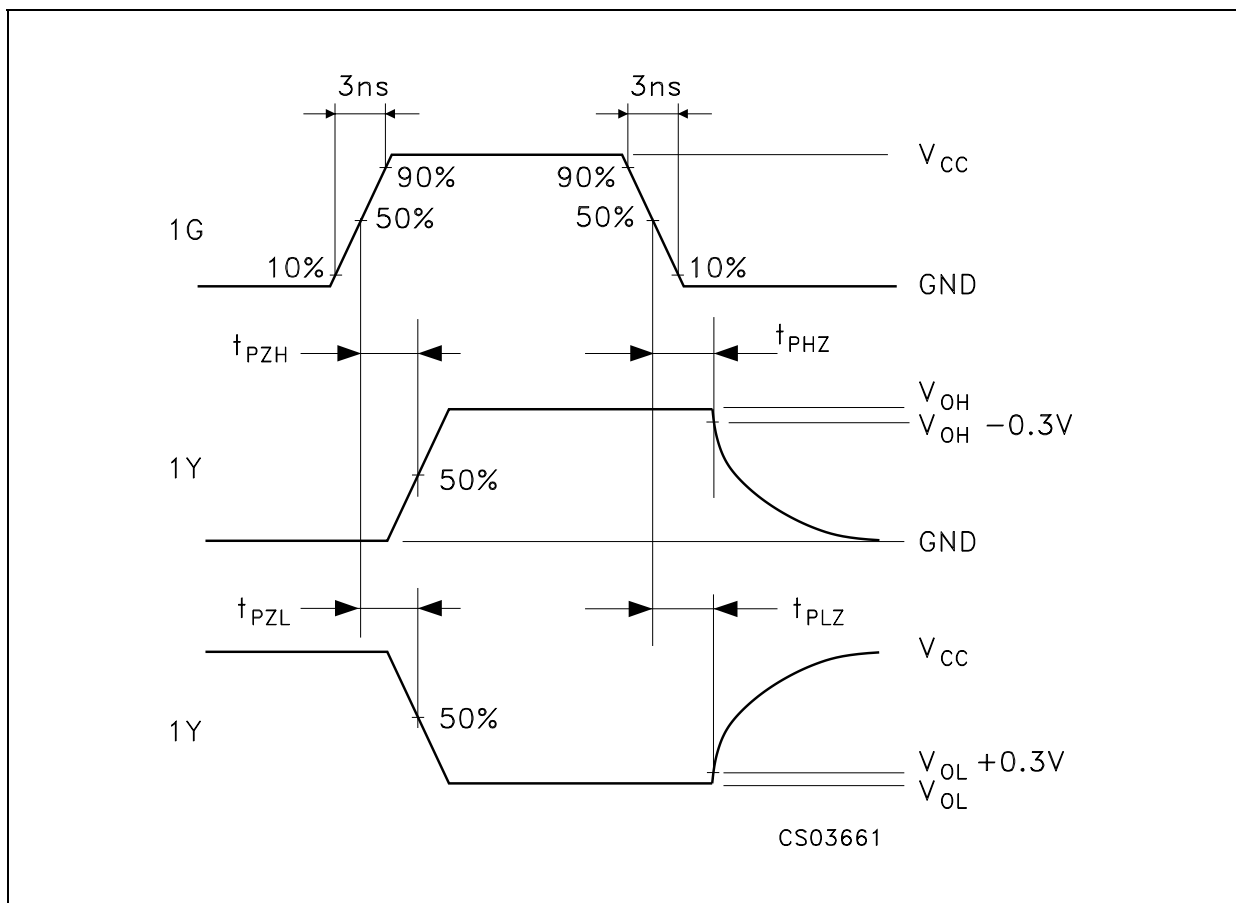 3ns 3ns
V_CC
90% 90%
50% 50%
1G
10% 10%
GND
t_PZH t_PHZ
V_OH
V_OH −0.3V
1Y
50%
GND
t_PZL t_PLZ
V_CC
50%
1Y
V_OL +0.3V
V_OL
CS03661